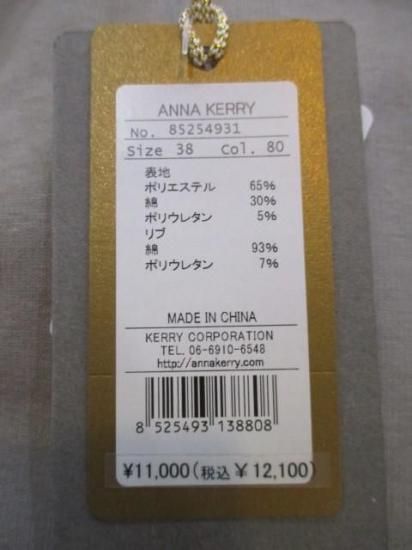 ANNA KERRY
No. 85254931
Size 38 Col. 80
表地
ポリエステル 65%
綿 30%
ポリウレタン 5%
リブ
綿 93%
ポリウレタン 7%
MADE IN CHINA
KERRY CORPORATION
TEL. 06-6910-6548
http://annakerry.com
8 525493 138808
¥11,000(税込¥12,100)